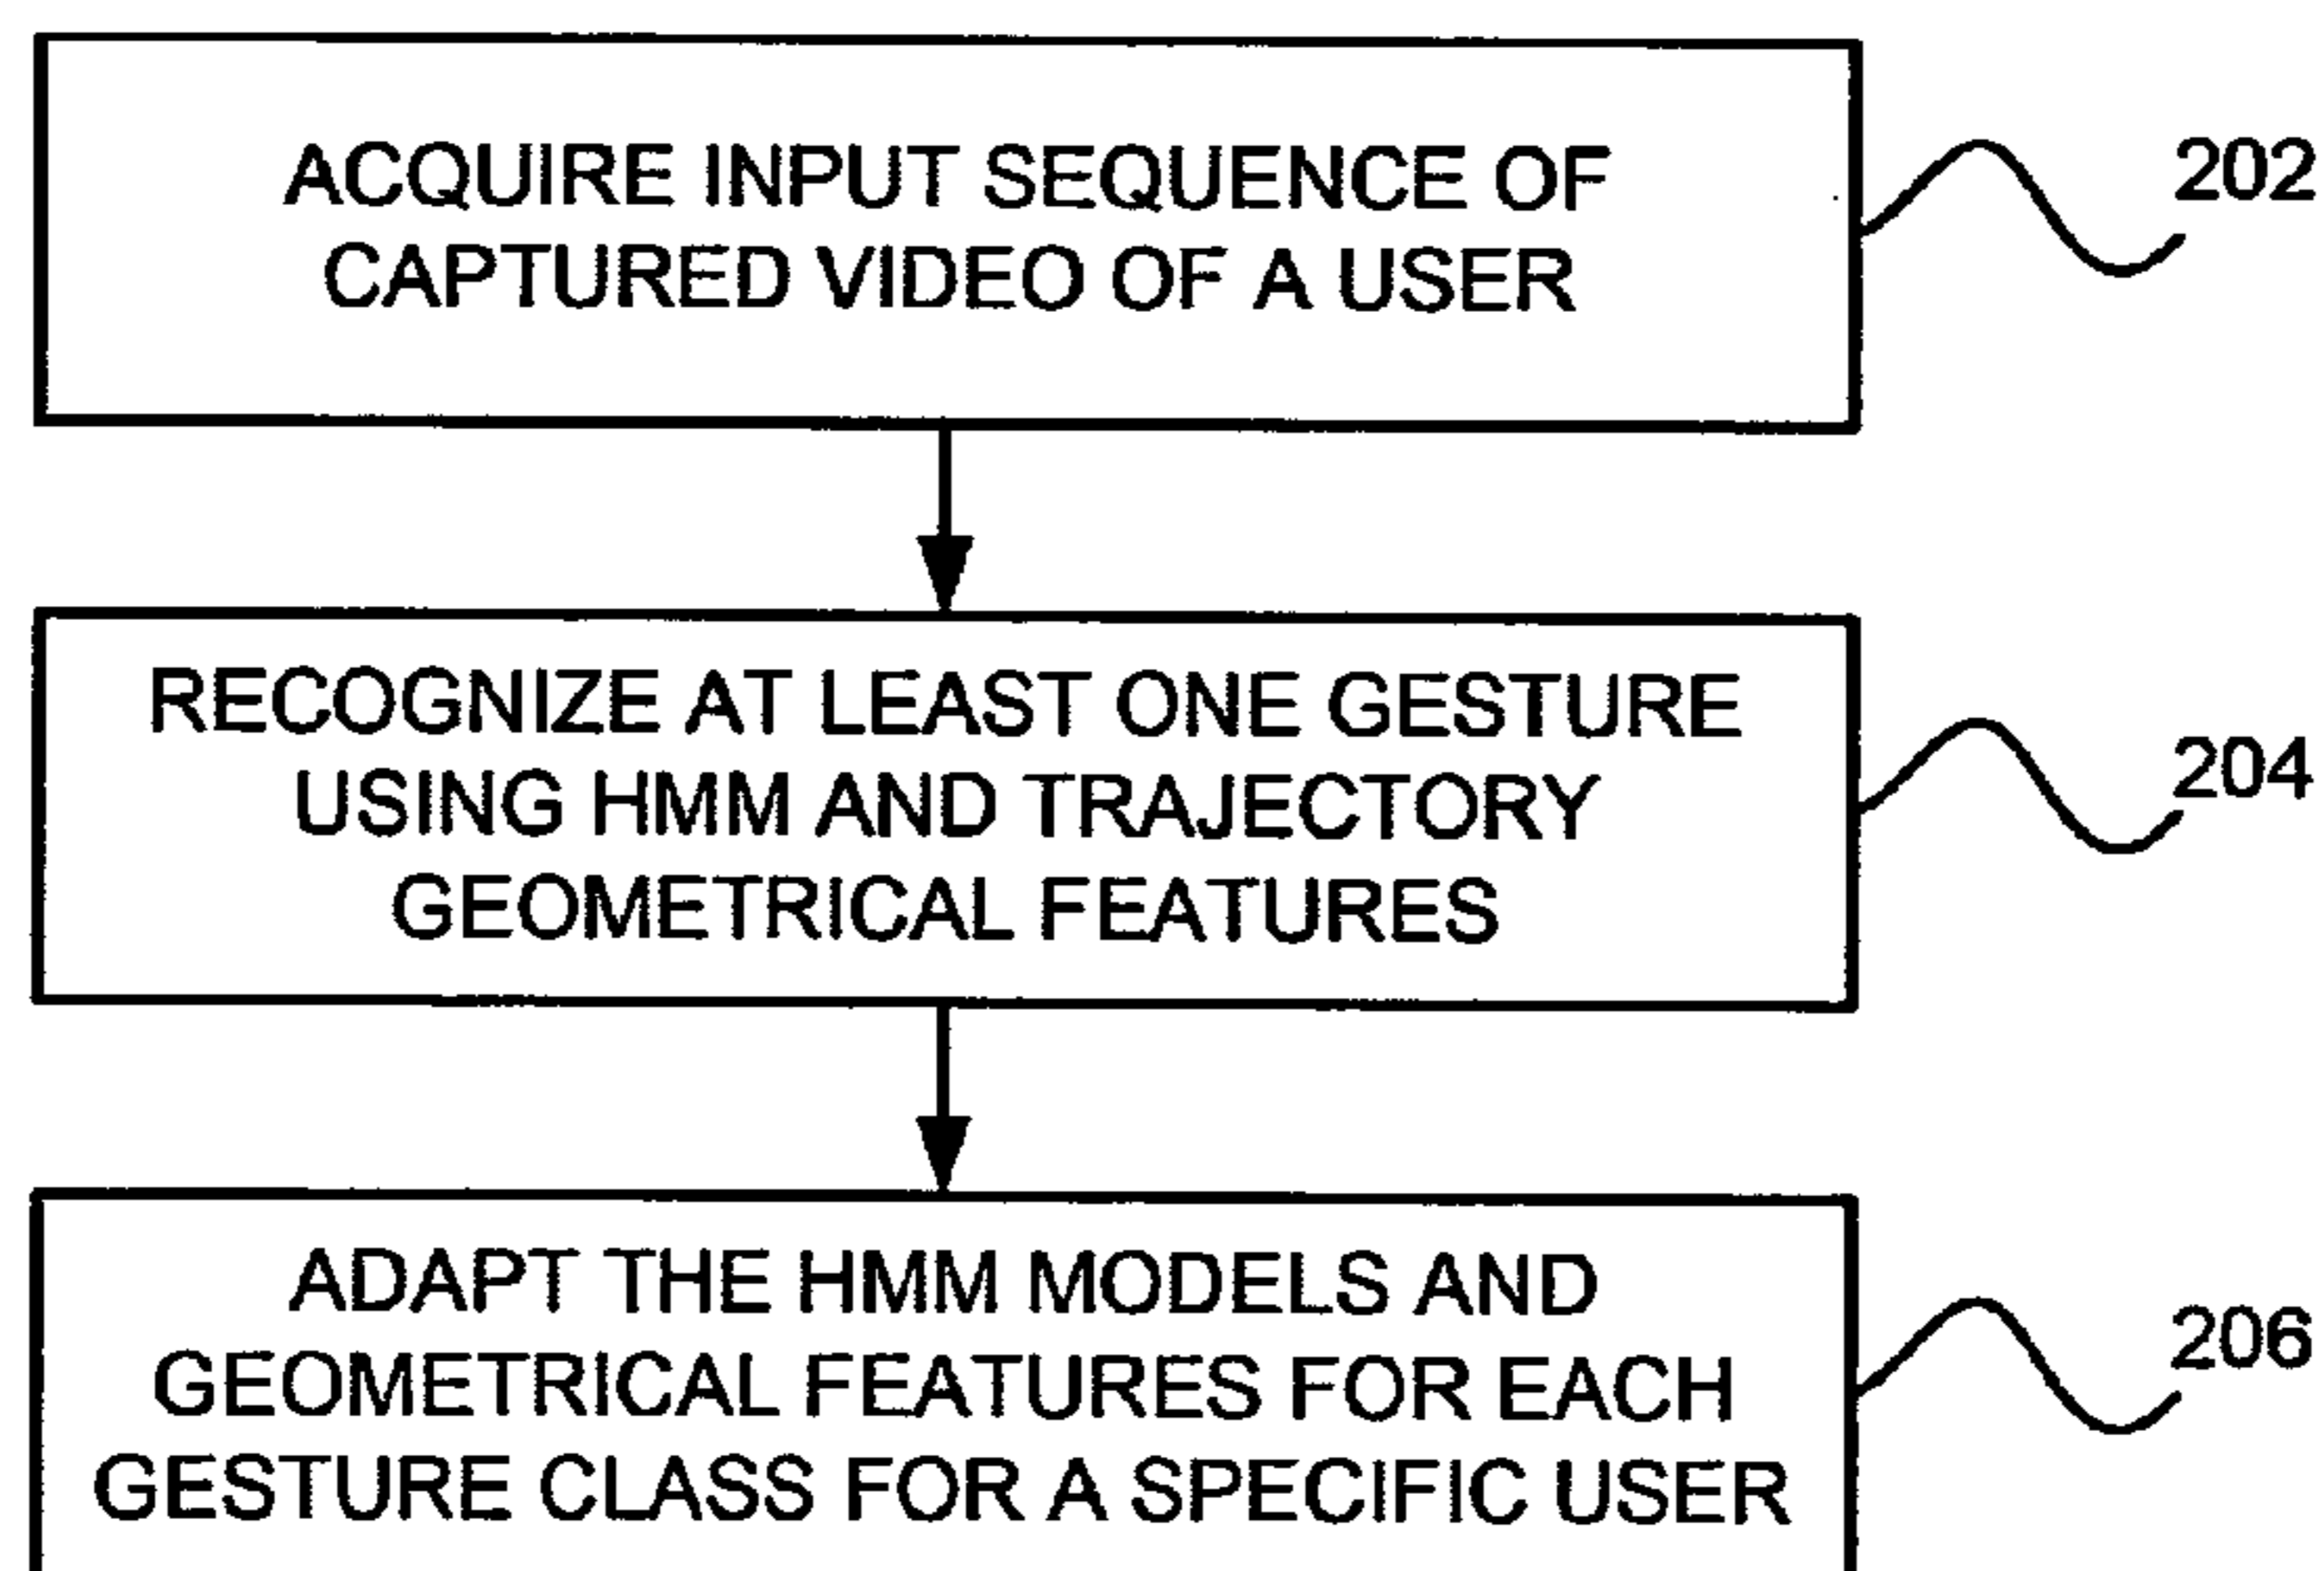 ACQUIRE INPUT SEQUENCE OF
CAPTURED VIDEO OF A USER
202
RECOGNIZE AT LEAST ONE GESTURE
USING HMM AND TRAJECTORY
GEOMETRICAL FEATURES
204
ADAPT THE HMM MODELS AND
GEOMETRICAL FEATURES FOR EACH
GESTURE CLASS FOR A SPECIFIC USER
206